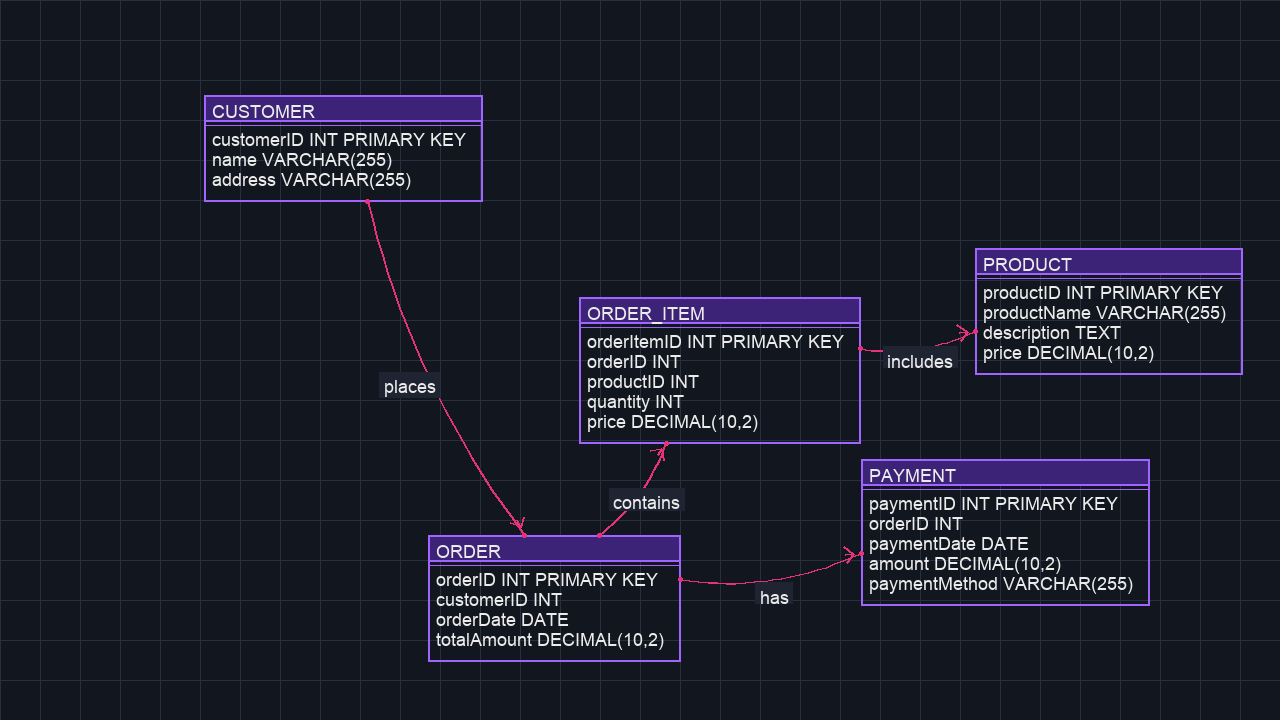 CUSTOMER
customerID INT PRIMARY KEY
name VARCHAR(255)
address VARCHAR(255)
PRODUCT
productID INT PRIMARY KEY
productName VARCHAR(255)
description TEXT
price DECIMAL(10,2)
ORDER_ITEM
orderItemID INT PRIMARY KEY
orderID INT
productID INT
quantity INT
price DECIMAL(10,2)
includes
places
PAYMENT
paymentID INT PRIMARY KEY
orderID INT
paymentDate DATE
amount DECIMAL(10,2)
paymentMethod VARCHAR(255)
contains
ORDER
orderID INT PRIMARY KEY
customerID INT
orderDate DATE
totalAmount DECIMAL(10,2)
has